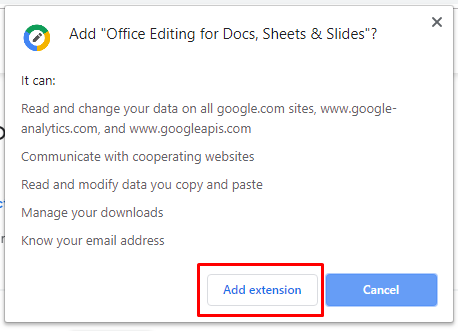 Add "Office Editing for Docs, Sheets & Slides"?
It can:
Read and change your data on all google.com sites, www.google-
analytics.com, and www.googleapis.com
Communicate with cooperating websites
Read and modify data you copy and paste
Manage your downloads
Know your email address
Add extension
Cancel